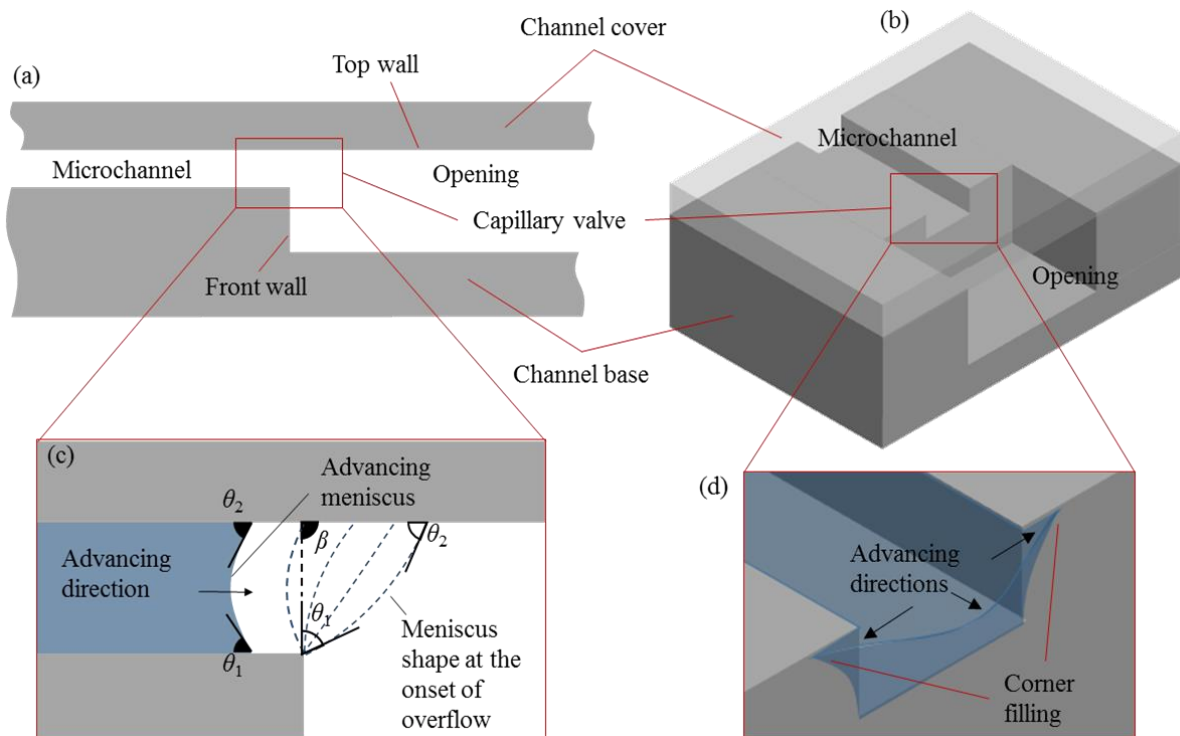 (a)
Top wall
Channel cover
(b)
Microchannel
Opening
Capillary valve
Front wall
Channel base
Microchannel
Opening
(c)
θ2
Advancing
meniscus
Advancing
direction
β
θ2
θ1
θ1
Meniscus
shape at the
onset of
overflow
(d)
Advancing
directions
Corner
filling